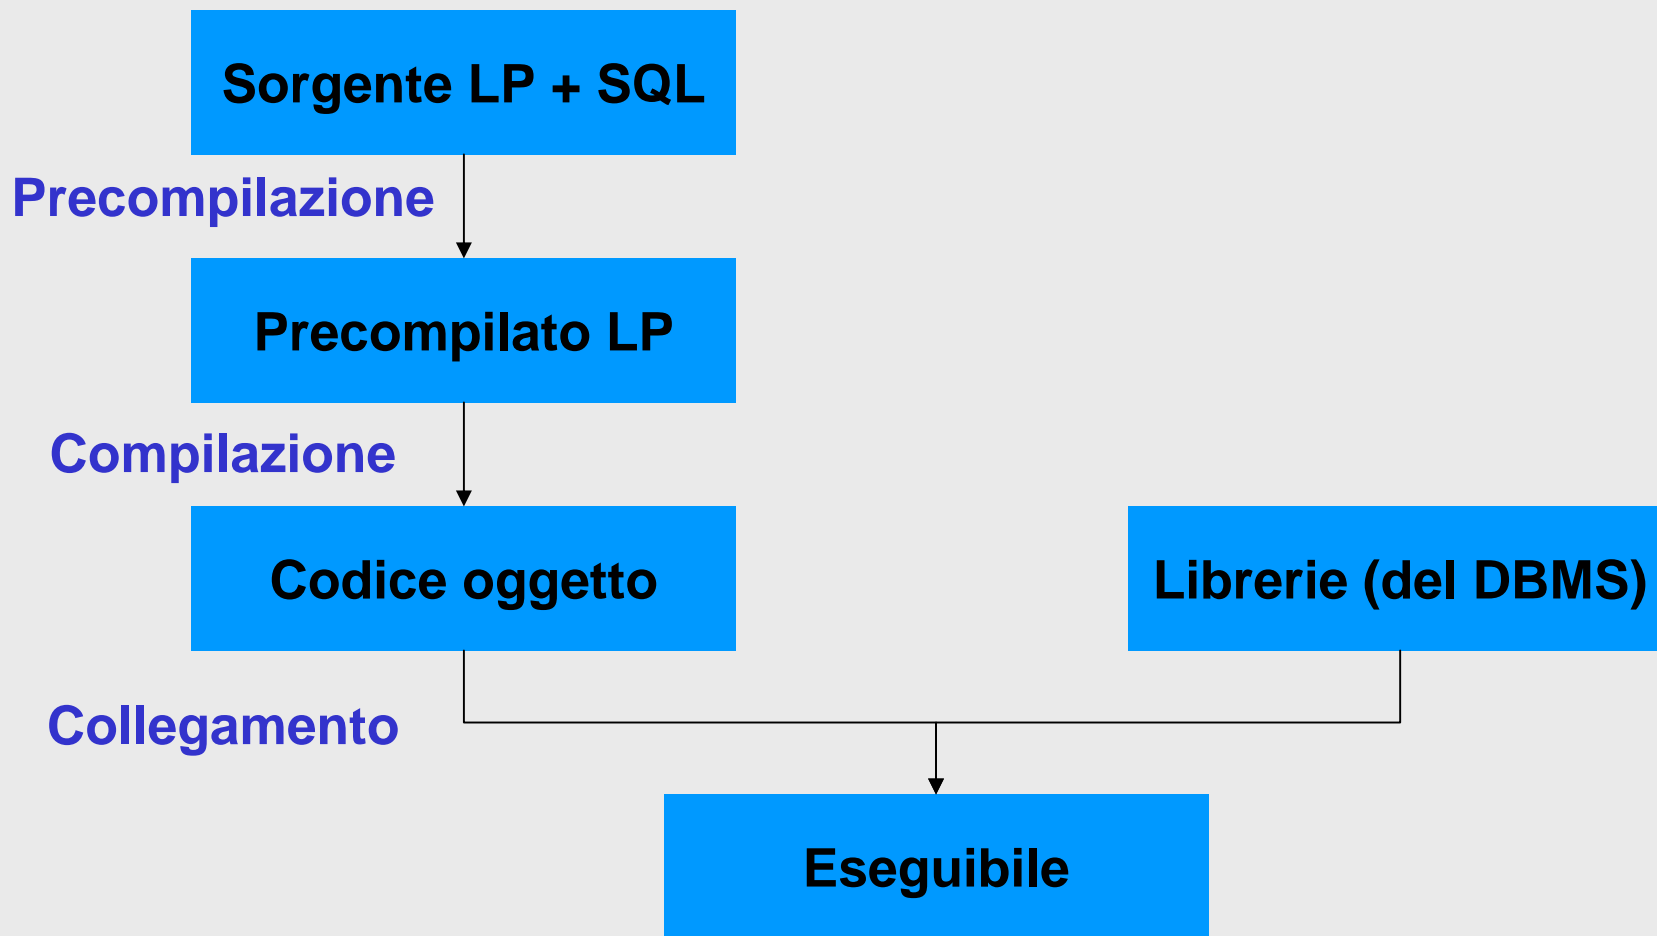 Sorgente LP + SQL
Precompilazione
Precompilato LP
Compilazione
Codice oggetto
Librerie (del DBMS)
Collegamento
Eseguibile